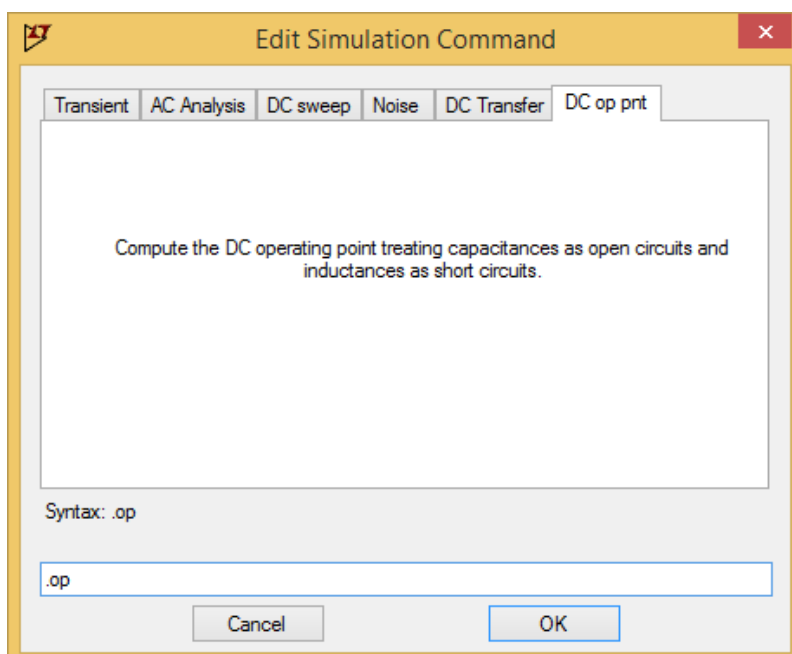 Edit Simulation Command
Transient AC Analysis DC sweep Noise DC Transfer DC op pnt
Compute the DC operating point treating capacitances as open circuits and
inductances as short circuits.
Syntax: .op
.op
Cancel OK